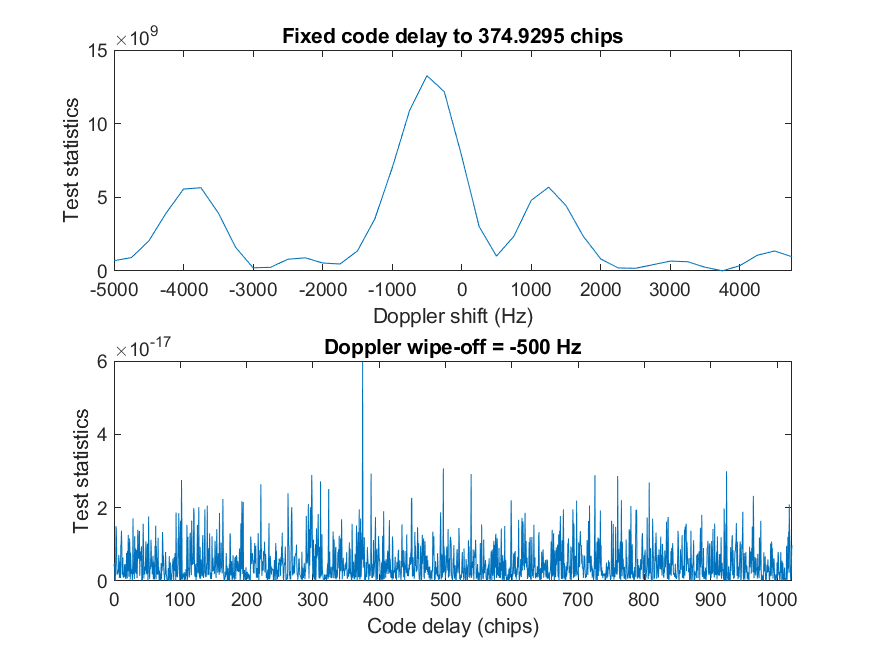 ×10^9
Fixed code delay to 374.9295 chips
15
10
5
0
Test statistics
-5000 -4000 -3000 -2000 -1000 0 1000 2000 3000 4000
Doppler shift (Hz)
×10^-17
Doppler wipe-off = -500 Hz
6
4
2
0
Test statistics
0 100 200 300 400 500 600 700 800 900 1000
Code delay (chips)